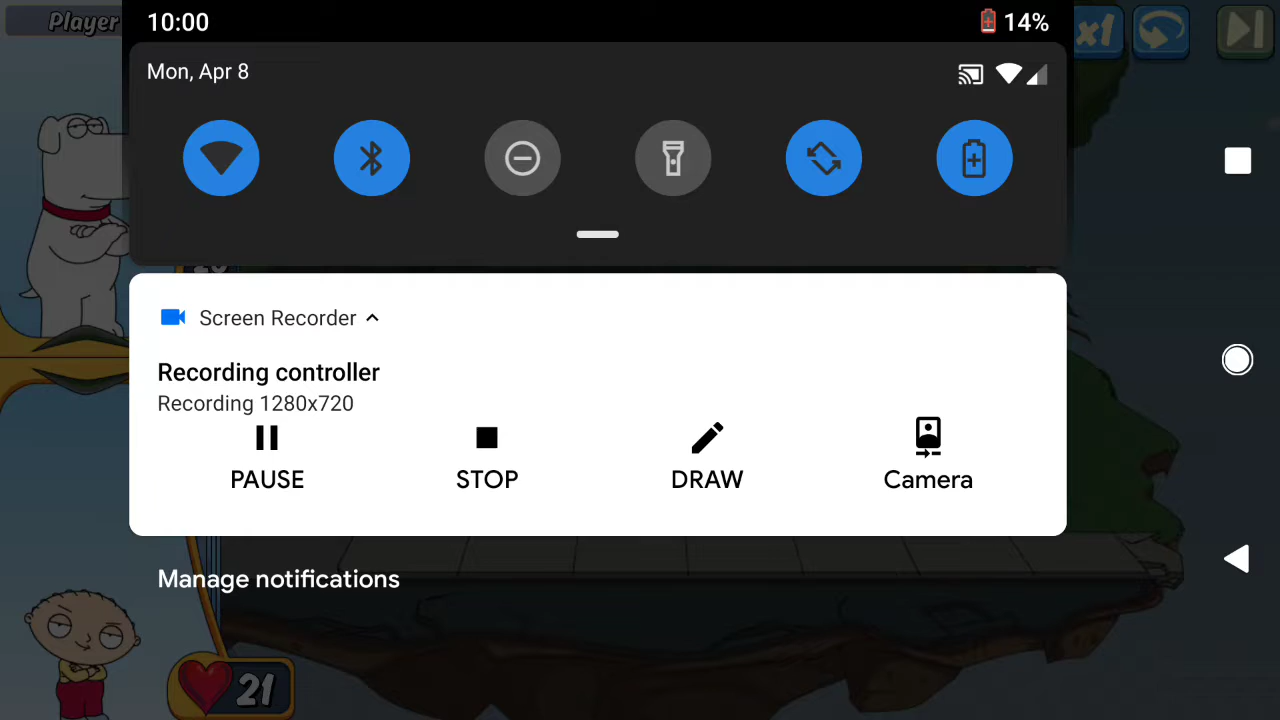 Player
10:00
14%
x1
Mon, Apr 8
Screen Recorder
Recording controller
Recording 1280x720
PAUSE
STOP
DRAW
Camera
Manage notifications
21